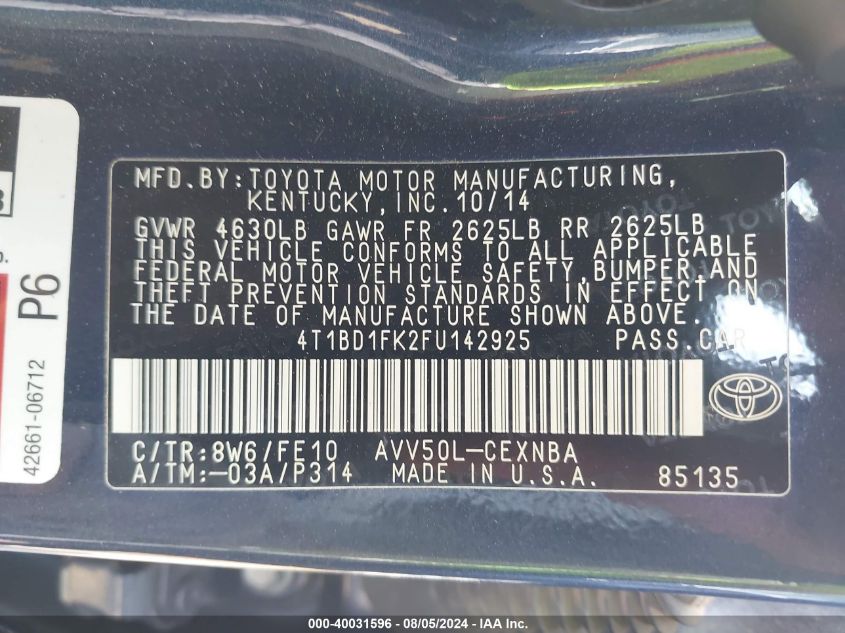 MFD.BY:TOYOTA MOTOR MANUFACTURING,
KENTUCKY,INC.10/14
GVWR 4630LB GAWR FR 2625LB RR 2625LB
THIS VEHICLE CONFORMS TO ALL APPLICABLE
FEDERAL MOTOR VEHICLE SAFETY,BUMPER,AND
THEFT PREVENTION STANDARDS IN EFFECT ON
THE DATE OF MANUFACTURE SHOWN ABOVE.
4T1BD1FK2FU142925 PASS.CAR
C/TR:8W6/FE10 AVV50L-CEXNBA
A/TM:-03A/P314 MADE IN U.S.A. 85135
P6
42661-06712
000-40031596 - 08/05/2024 - IAA Inc.